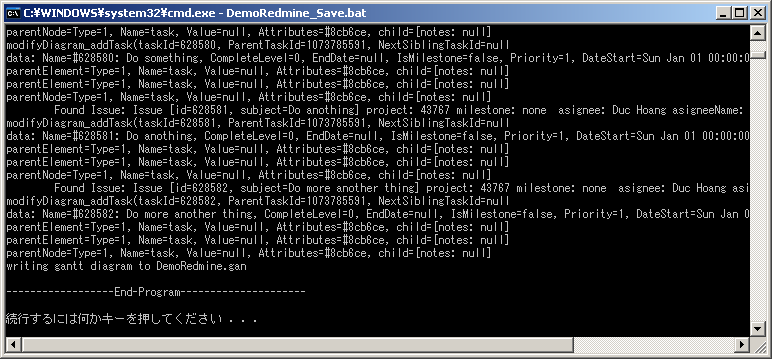 C:¥WINDOWS¥system32¥cmd.exe - DemoRedmine_Save.bat
parentNode=Type=1, Name=task, Value=null, Attributes=#8cb6ce, child=[notes: null]
modifyDiagram_addTask(taskId=628580, ParentTaskId=1073785591, NextSiblingTaskId=null
data: Name=#628580: Do something, CompleteLevel=0, EndDate=null, IsMilestone=false, Priority=1, DateStart=Sun Jan 01 00:00:0
parentElement=Type=1, Name=task, Value=null, Attributes=#8cb6ce, child=[notes: null]
parentElement=Type=1, Name=task, Value=null, Attributes=#8cb6ce, child=[notes: null]
parentNode=Type=1, Name=task, Value=null, Attributes=#8cb6ce, child=[notes: null]
Found Issue: Issue [id=628581, subject=Do anothing] project: 43767 milestone: none asignee: Duc Hoang asigneeName:
modifyDiagram_addTask(taskId=628581, ParentTaskId=1073785591, NextSiblingTaskId=null
data: Name=#628581: Do anothing, CompleteLevel=0, EndDate=null, IsMilestone=false, Priority=1, DateStart=Sun Jan 01 00:00:00
parentElement=Type=1, Name=task, Value=null, Attributes=#8cb6ce, child=[notes: null]
parentElement=Type=1, Name=task, Value=null, Attributes=#8cb6ce, child=[notes: null]
parentNode=Type=1, Name=task, Value=null, Attributes=#8cb6ce, child=[notes: null]
Found Issue: Issue [id=628582, subject=Do more another thing] project: 43767 milestone: none asignee: Duc Hoang asi
modifyDiagram_addTask(taskId=628582, ParentTaskId=1073785591, NextSiblingTaskId=null
data: Name=#628582: Do more another thing, CompleteLevel=0, EndDate=null, IsMilestone=false, Priority=1, DateStart=Sun Jan 0
parentElement=Type=1, Name=task, Value=null, Attributes=#8cb6ce, child=[notes: null]
parentNode=Type=1, Name=task, Value=null, Attributes=#8cb6ce, child=[notes: null]
writing gantt diagram to DemoRedmine.gan
------------------End-Program---------------------
続行するには何かキーを押してください . . .